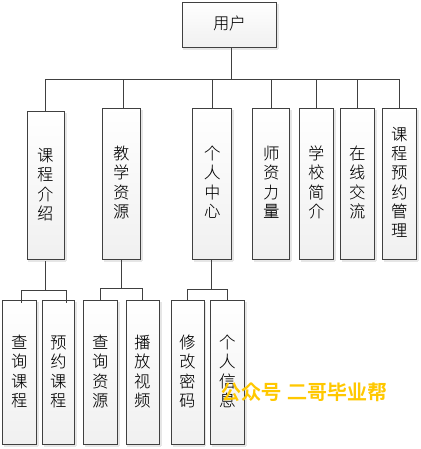 用户
课程介绍
教学资源
个人中心
师资力量
学校简介
在线交流
课程预约管理
查询课程
预约课程
查询资源
播放视频
修改密码
个人信息
公众号 二哥毕业帮